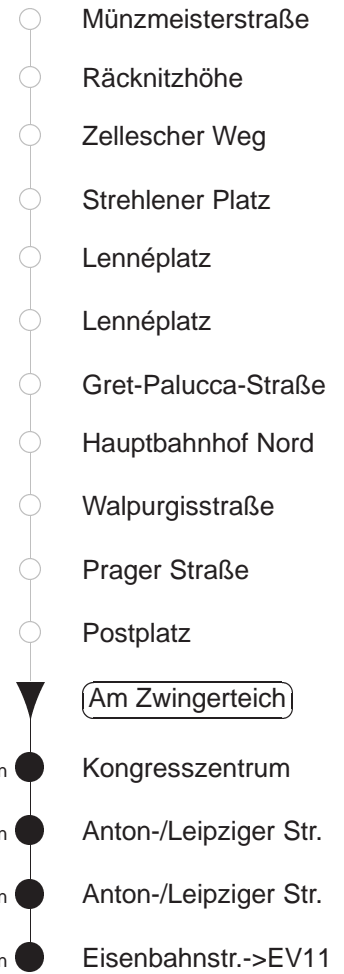 Münzmeisterstraße
Räcknitzhöhe
Zellescher Weg
Strehlener Platz
Lennéplatz
Lennéplatz
Gret-Palucca-Straße
Hauptbahnhof Nord
Walpurgisstraße
Prager Straße
Postplatz
Am Zwingerteich
n Kongresszentrum
n Anton-/Leipziger Str.
n Anton-/Leipziger Str.
n Eisenbahnstr.->EV11